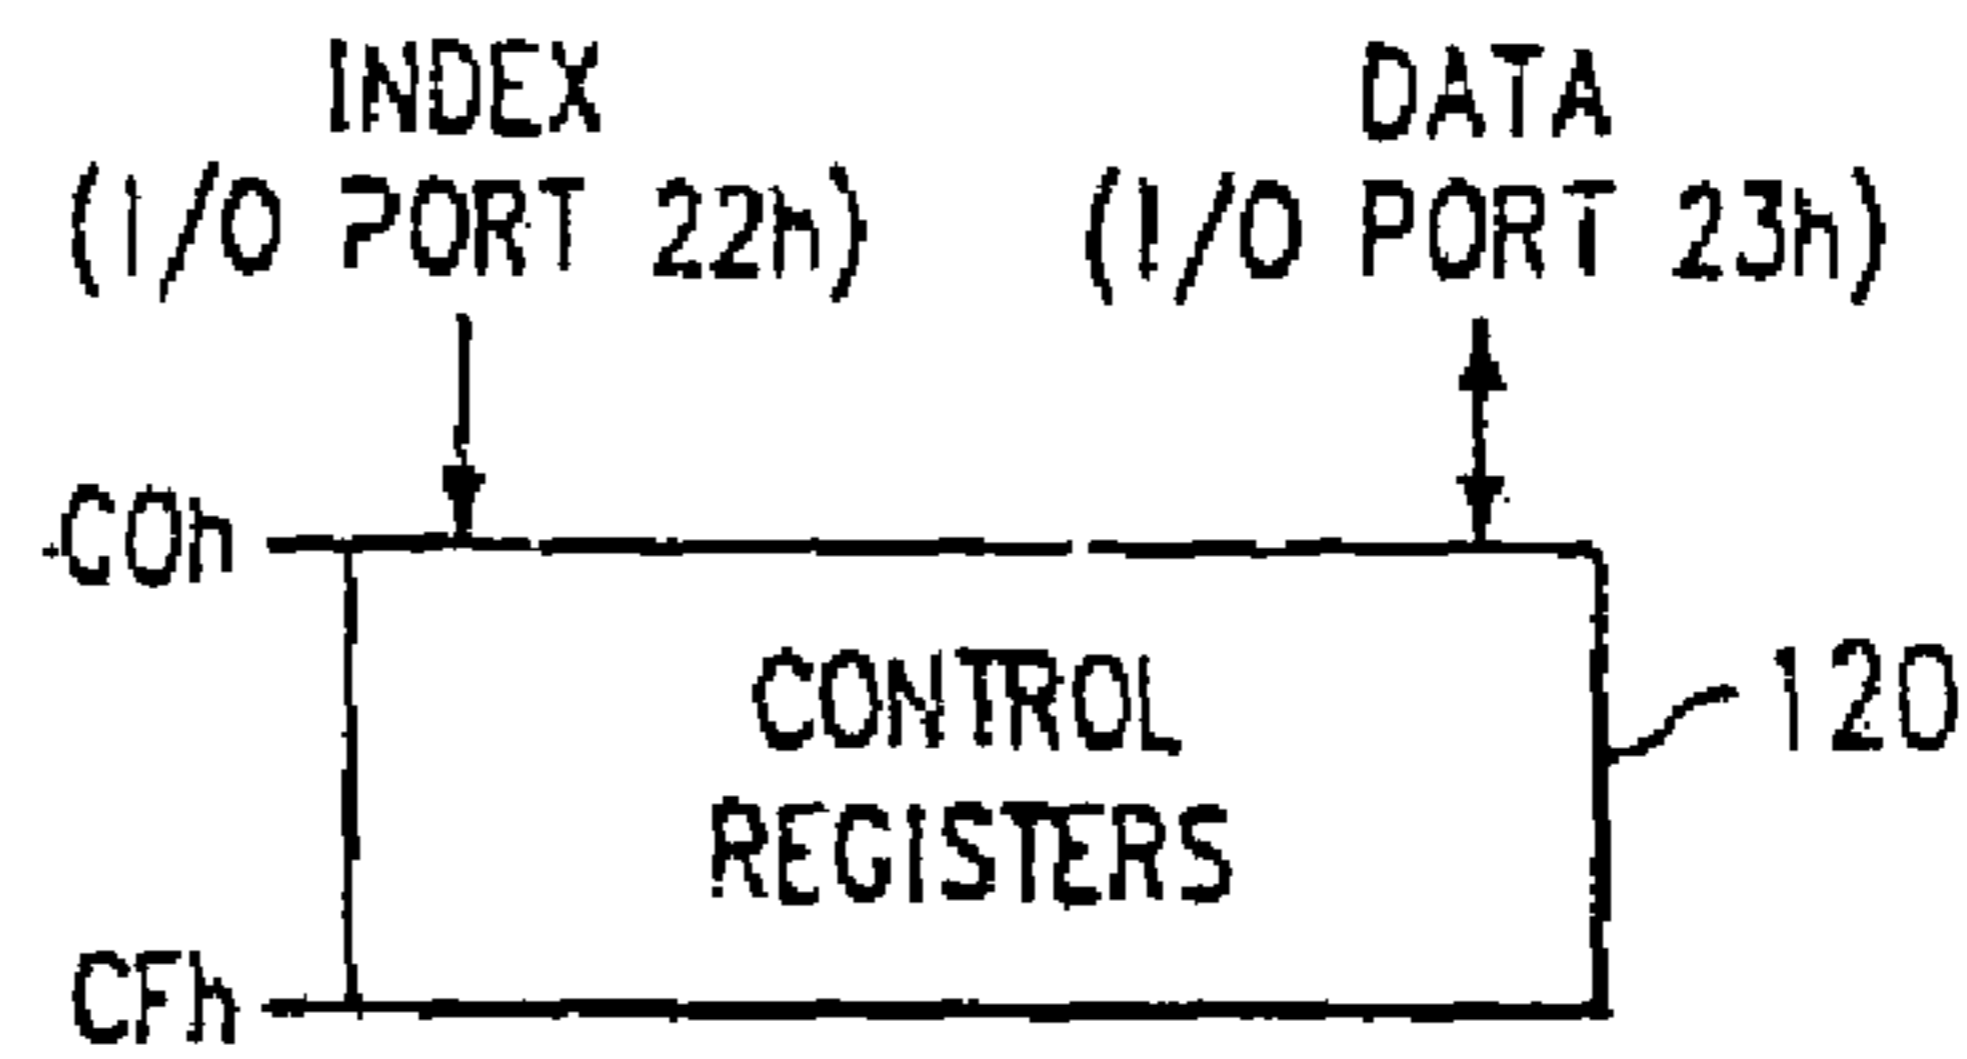 INDEX
(I/O PORT 22h)
DATA
(I/O PORT 23h)
C0h
CONTROL
REGISTERS
120
CFh